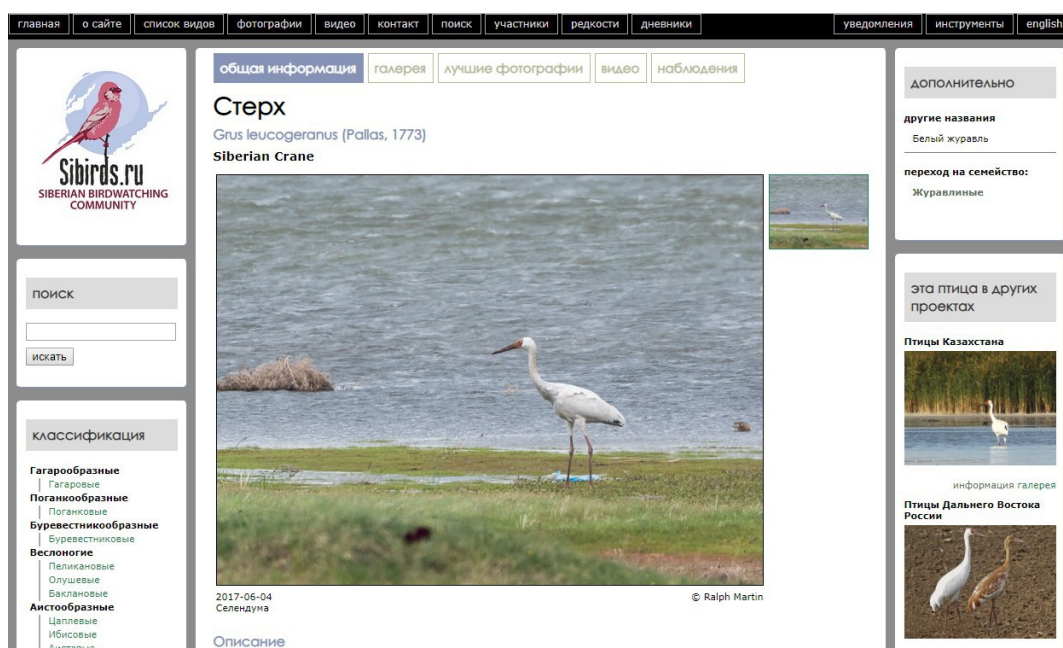 главная
о сайте
список видов
фотографии
видео
контакт
поиск
участники
редкости
дневники
уведомления
инструменты
english
Sibirds.ru
SIBERIAN BIRDWATCHING
COMMUNITY
поиск
искать
классификация
Гагарообразные
Гагаровые
Поганкообразные
Поганковые
Буревестникообразные
Буревестниковые
Веслоногие
Пеликановые
Олушевые
Баклановые
Аистообразные
Цаплевые
Ибисовые
Аистовые
общая информация
галерея
лучшие фотографии
видео
наблюдения
Стерх
Grus leucogeranus (Pallas, 1773)
Siberian Crane
2017-06-04
Селендума
© Ralph Martin
Описание
дополнительно
другие названия
Белый журавль
переход на семейство:
Журавлиные
эта птица в других
проектах
Птицы Казахстана
информация галерея
Птицы Дальнего Востока
России